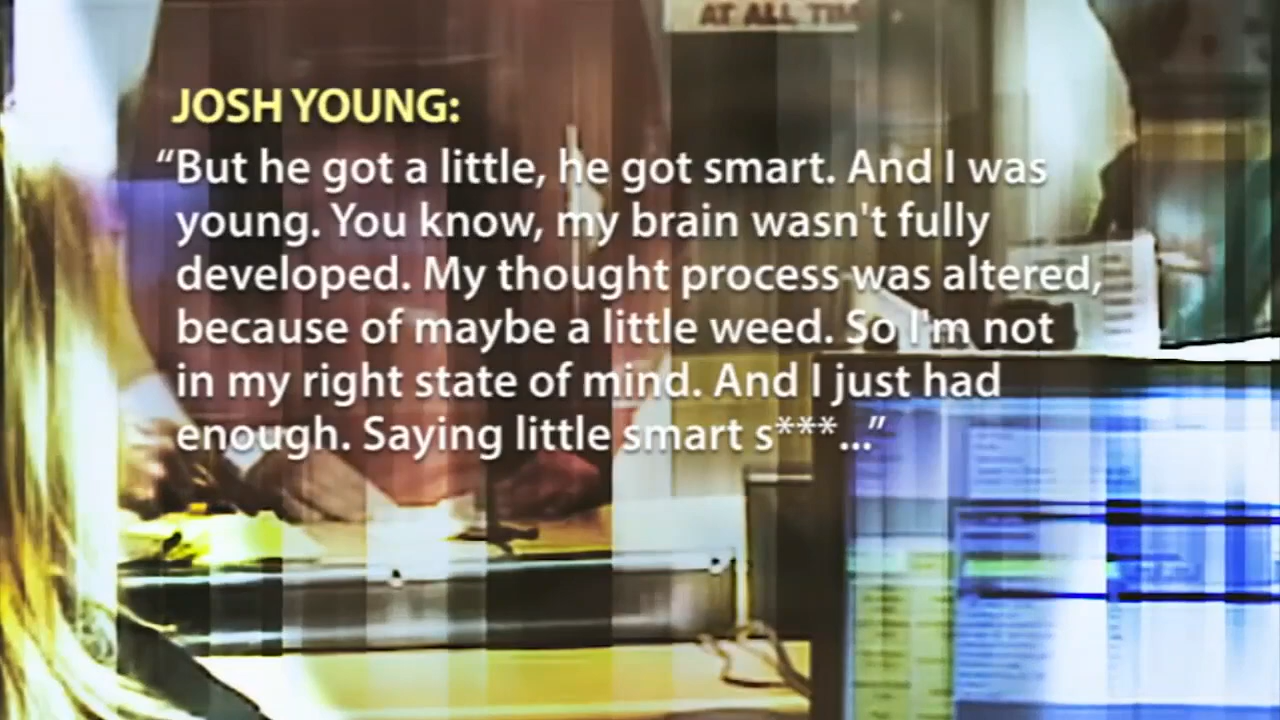 AT ALL TIM
JOSH YOUNG:
“But he got a little, he got smart. And I was
young. You know, my brain wasn't fully
developed. My thought process was altered,
because of maybe a little weed. So I'm not
in my right state of mind. And I just had
enough. Saying little smart s***...”